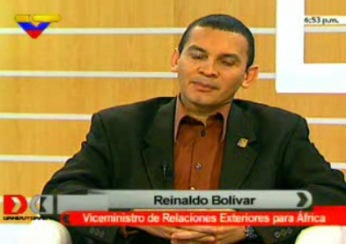 6:53 p.m.
Reinaldo Bolívar
Viceministro de Relaciones Exteriores para África